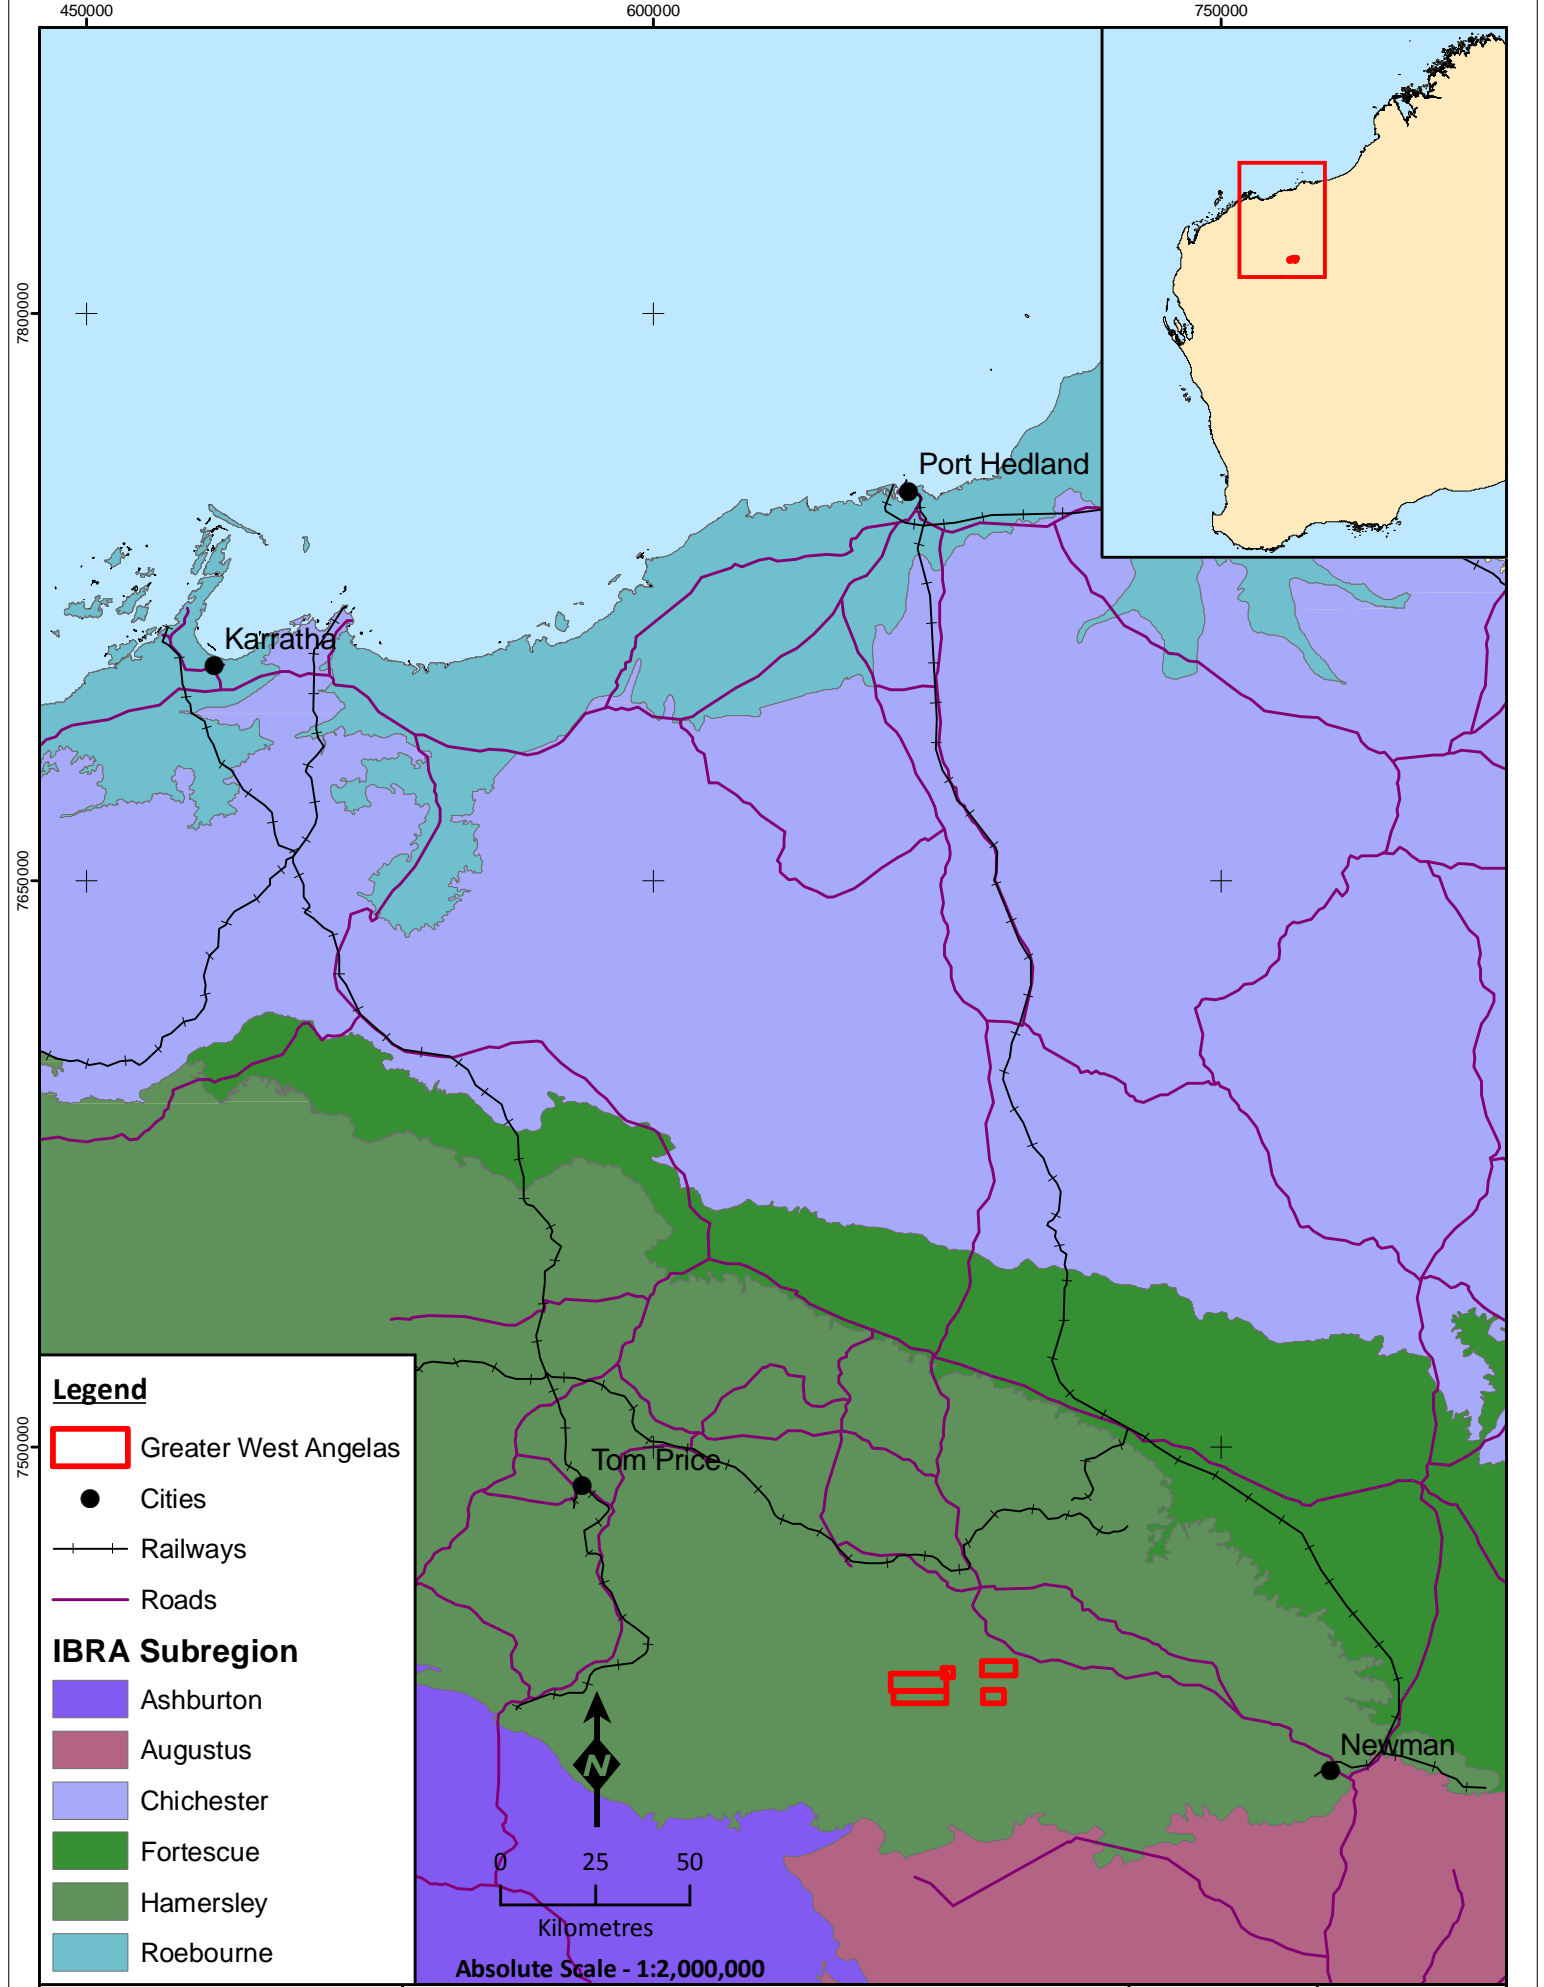 450000
600000
750000
7800000
7650000
7500000
Port Hedland
Karratha
Tom Price
Newman
Legend
Greater West Angelas
Cities
Railways
Roads
IBRA Subregion
Ashburton
Augustus
Chichester
Fortescue
Hamersley
Roebourne
N
0 25 50
Kilometres
Absolute Scale - 1:2,000,000